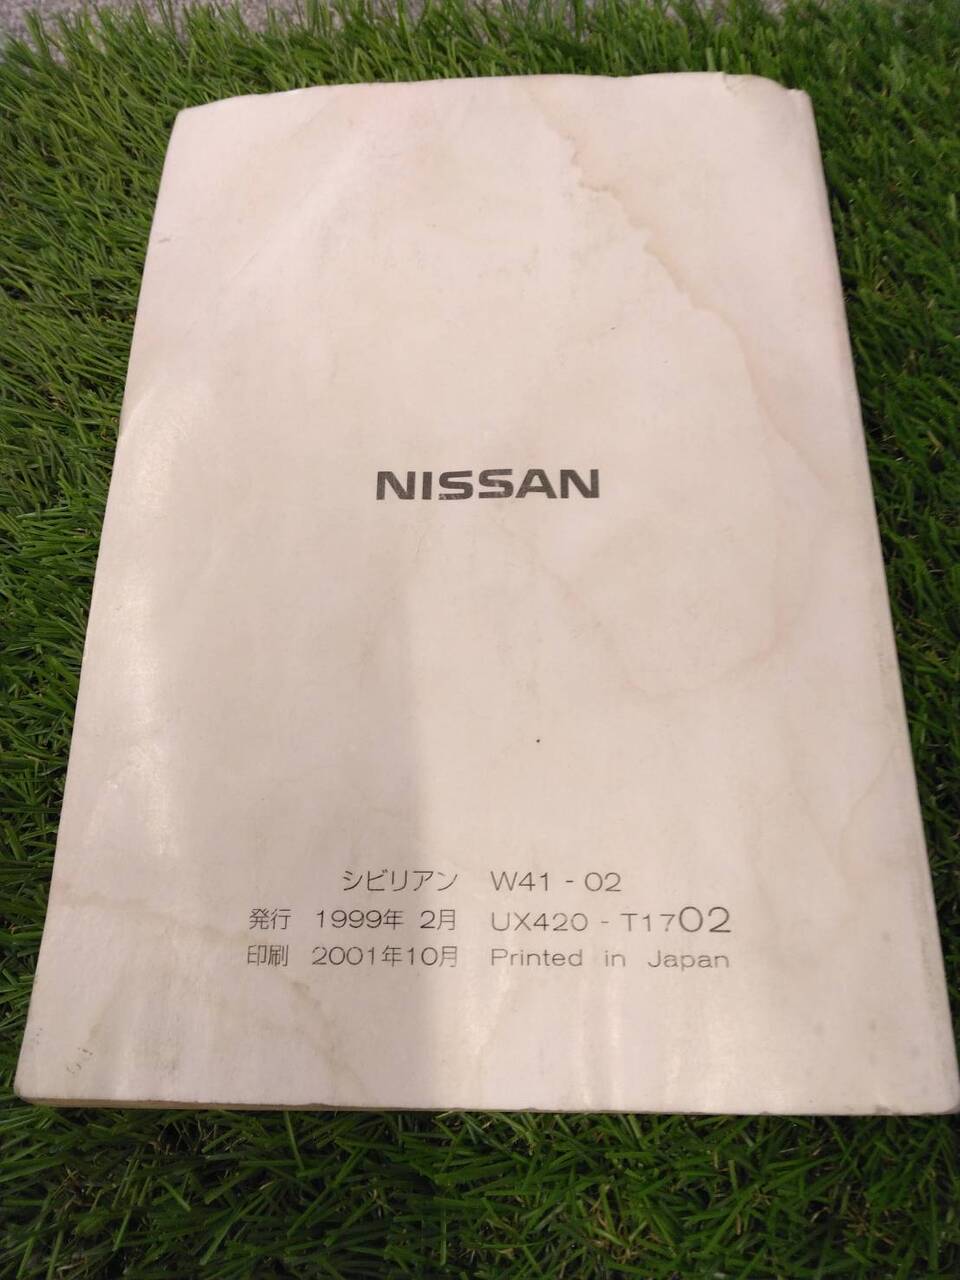 NISSAN
シビリアン W41 - 02
発行 1999年 2月 UX420 - T1702
印刷 2001年10月 Printed in Japan